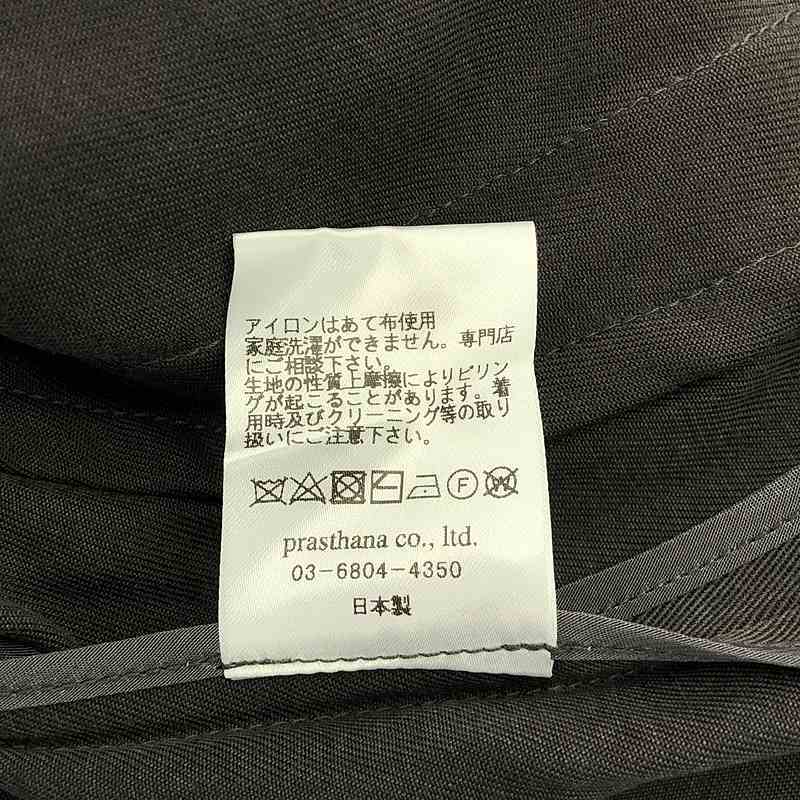 アイロンはあて布使用
家庭洗濯ができません。専門店
にご相談下さい。
生地の性質上摩擦によりピリン
グが起こることがあります。着
用時及びクリーニング等の取り
扱いにご注意下さい。
F W
prasthana co., ltd.
03-6804-4350
日本製